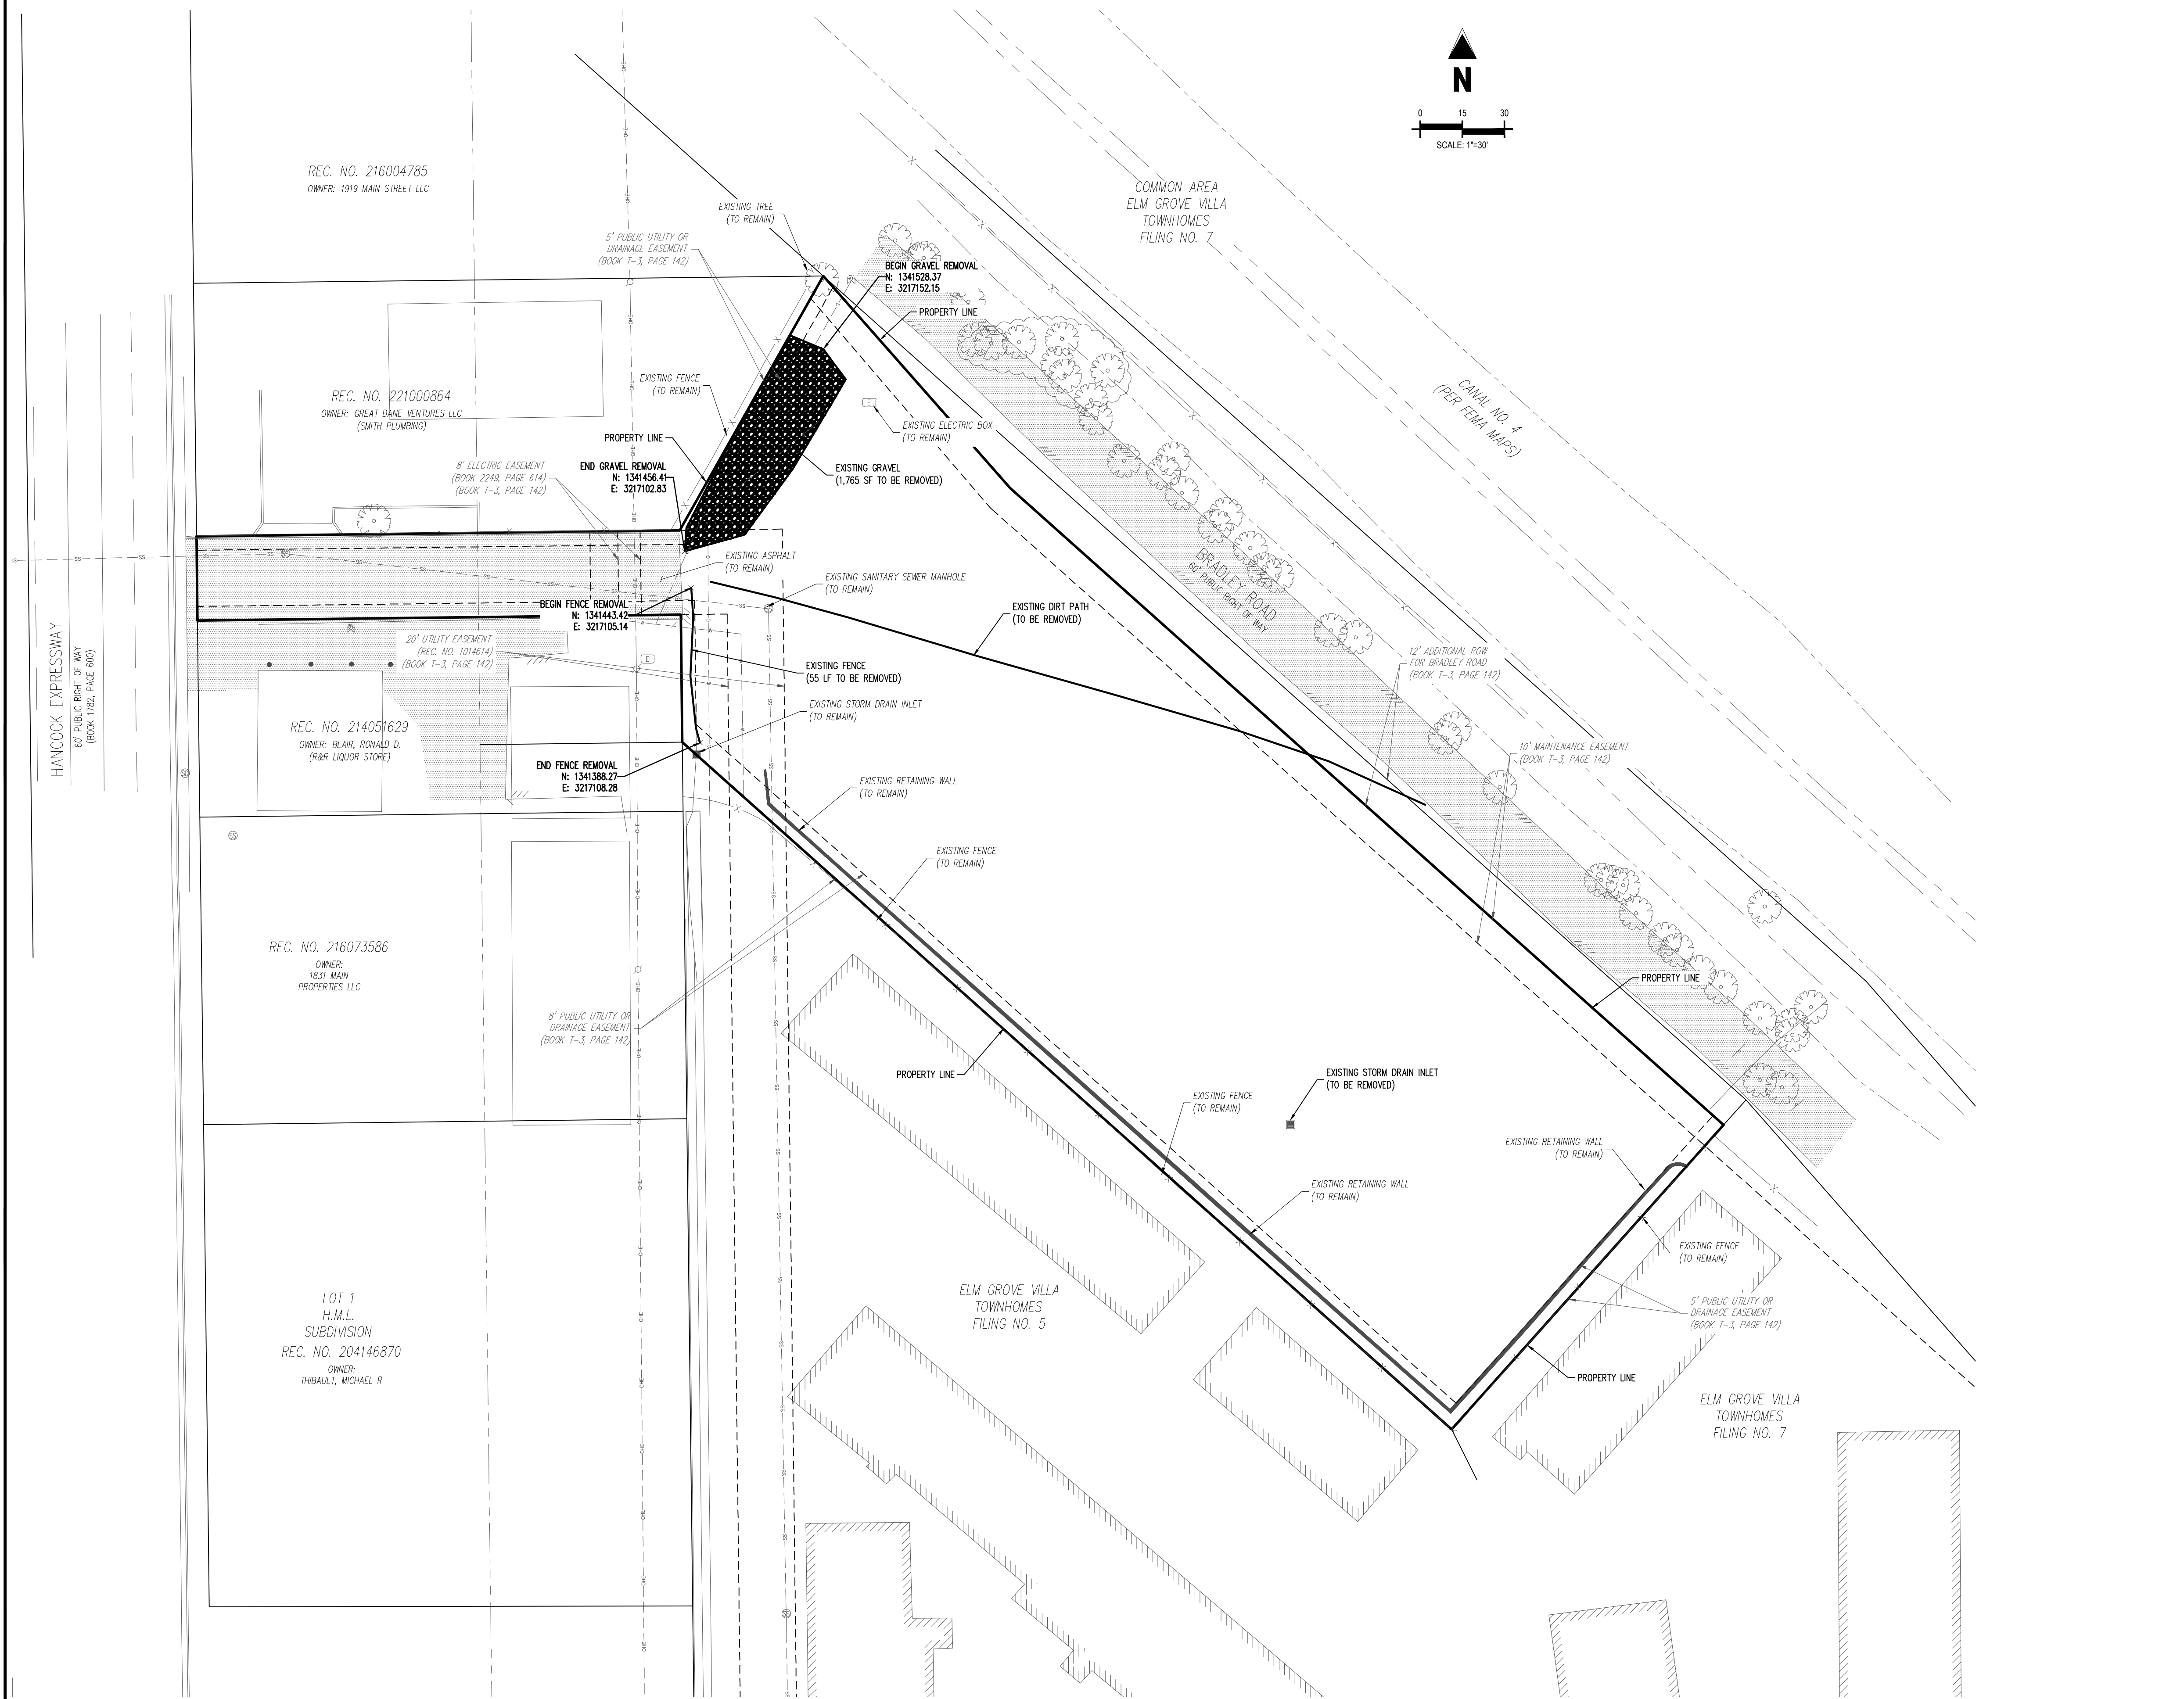 N
0 15 30
SCALE: 1"=30'
REC. NO. 216004785
OWNER: 1919 MAIN STREET LLC
EXISTING TREE
(TO REMAIN)
COMMON AREA
ELM GROVE VILLA
TOWNHOMES
FILING NO. 7
5' PUBLIC UTILITY OR
DRAINAGE EASEMENT
(BOOK T-3, PAGE 142)
BEGIN GRAVEL REMOVAL
N: 1341528.37
E: 3217152.15
PROPERTY LINE
EXISTING FENCE
(TO REMAIN)
REC. NO. 221000864
OWNER: GREAT DANE VENTURES LLC
(SMITH PLUMBING)
CANAL NO. 4
(PER FEMA MAPS)
E
EXISTING ELECTRIC BOX
(TO REMAIN)
PROPERTY LINE
8' ELECTRIC EASEMENT
(BOOK 2249, PAGE 614)
(BOOK T-3, PAGE 142)
END GRAVEL REMOVAL
N: 1341456.41
E: 3217102.83
EXISTING GRAVEL
(1,765 SF TO BE REMOVED)
EXISTING ASPHALT
(TO REMAIN)
EXISTING SANITARY SEWER MANHOLE
(TO REMAIN)
BRADLEY ROAD
60' PUBLIC RIGHT OF WAY
BEGIN FENCE REMOVAL
N: 1341443.42
E: 3217105.14
EXISTING DIRT PATH
(TO BE REMOVED)
HANCOCK EXPRESSWAY
60' PUBLIC RIGHT OF WAY
(BOOK 1782, PAGE 600)
20' UTILITY EASEMENT
(REC. NO. 1014614)
(BOOK T-3, PAGE 142)
E
EXISTING FENCE
(55 LF TO BE REMOVED)
12' ADDITIONAL ROW
FOR BRADLEY ROAD
(BOOK T-3, PAGE 142)
EXISTING STORM DRAIN INLET
(TO REMAIN)
REC. NO. 214051629
OWNER: BLAIR, RONALD D.
(R&R LIQUOR STORE)
10' MAINTENANCE EASEMENT
(BOOK T-3, PAGE 142)
END FENCE REMOVAL
N: 1341388.27
E: 3217108.28
EXISTING RETAINING WALL
(TO REMAIN)
EXISTING FENCE
(TO REMAIN)
REC. NO. 216073586
OWNER:
1831 MAIN
PROPERTIES LLC
PROPERTY LINE
8' PUBLIC UTILITY OR
DRAINAGE EASEMENT
(BOOK T-3, PAGE 142)
PROPERTY LINE
EXISTING STORM DRAIN INLET
(TO BE REMOVED)
EXISTING FENCE
(TO REMAIN)
EXISTING RETAINING WALL
(TO REMAIN)
EXISTING RETAINING WALL
(TO REMAIN)
EXISTING FENCE
(TO REMAIN)
ELM GROVE VILLA
TOWNHOMES
FILING NO. 5
5' PUBLIC UTILITY OR
DRAINAGE EASEMENT
(BOOK T-3, PAGE 142)
LOT 1
H.M.L.
SUBDIVISION
REC. NO. 204146870
OWNER:
THIBAULT, MICHAEL R
PROPERTY LINE
ELM GROVE VILLA
TOWNHOMES
FILING NO. 7